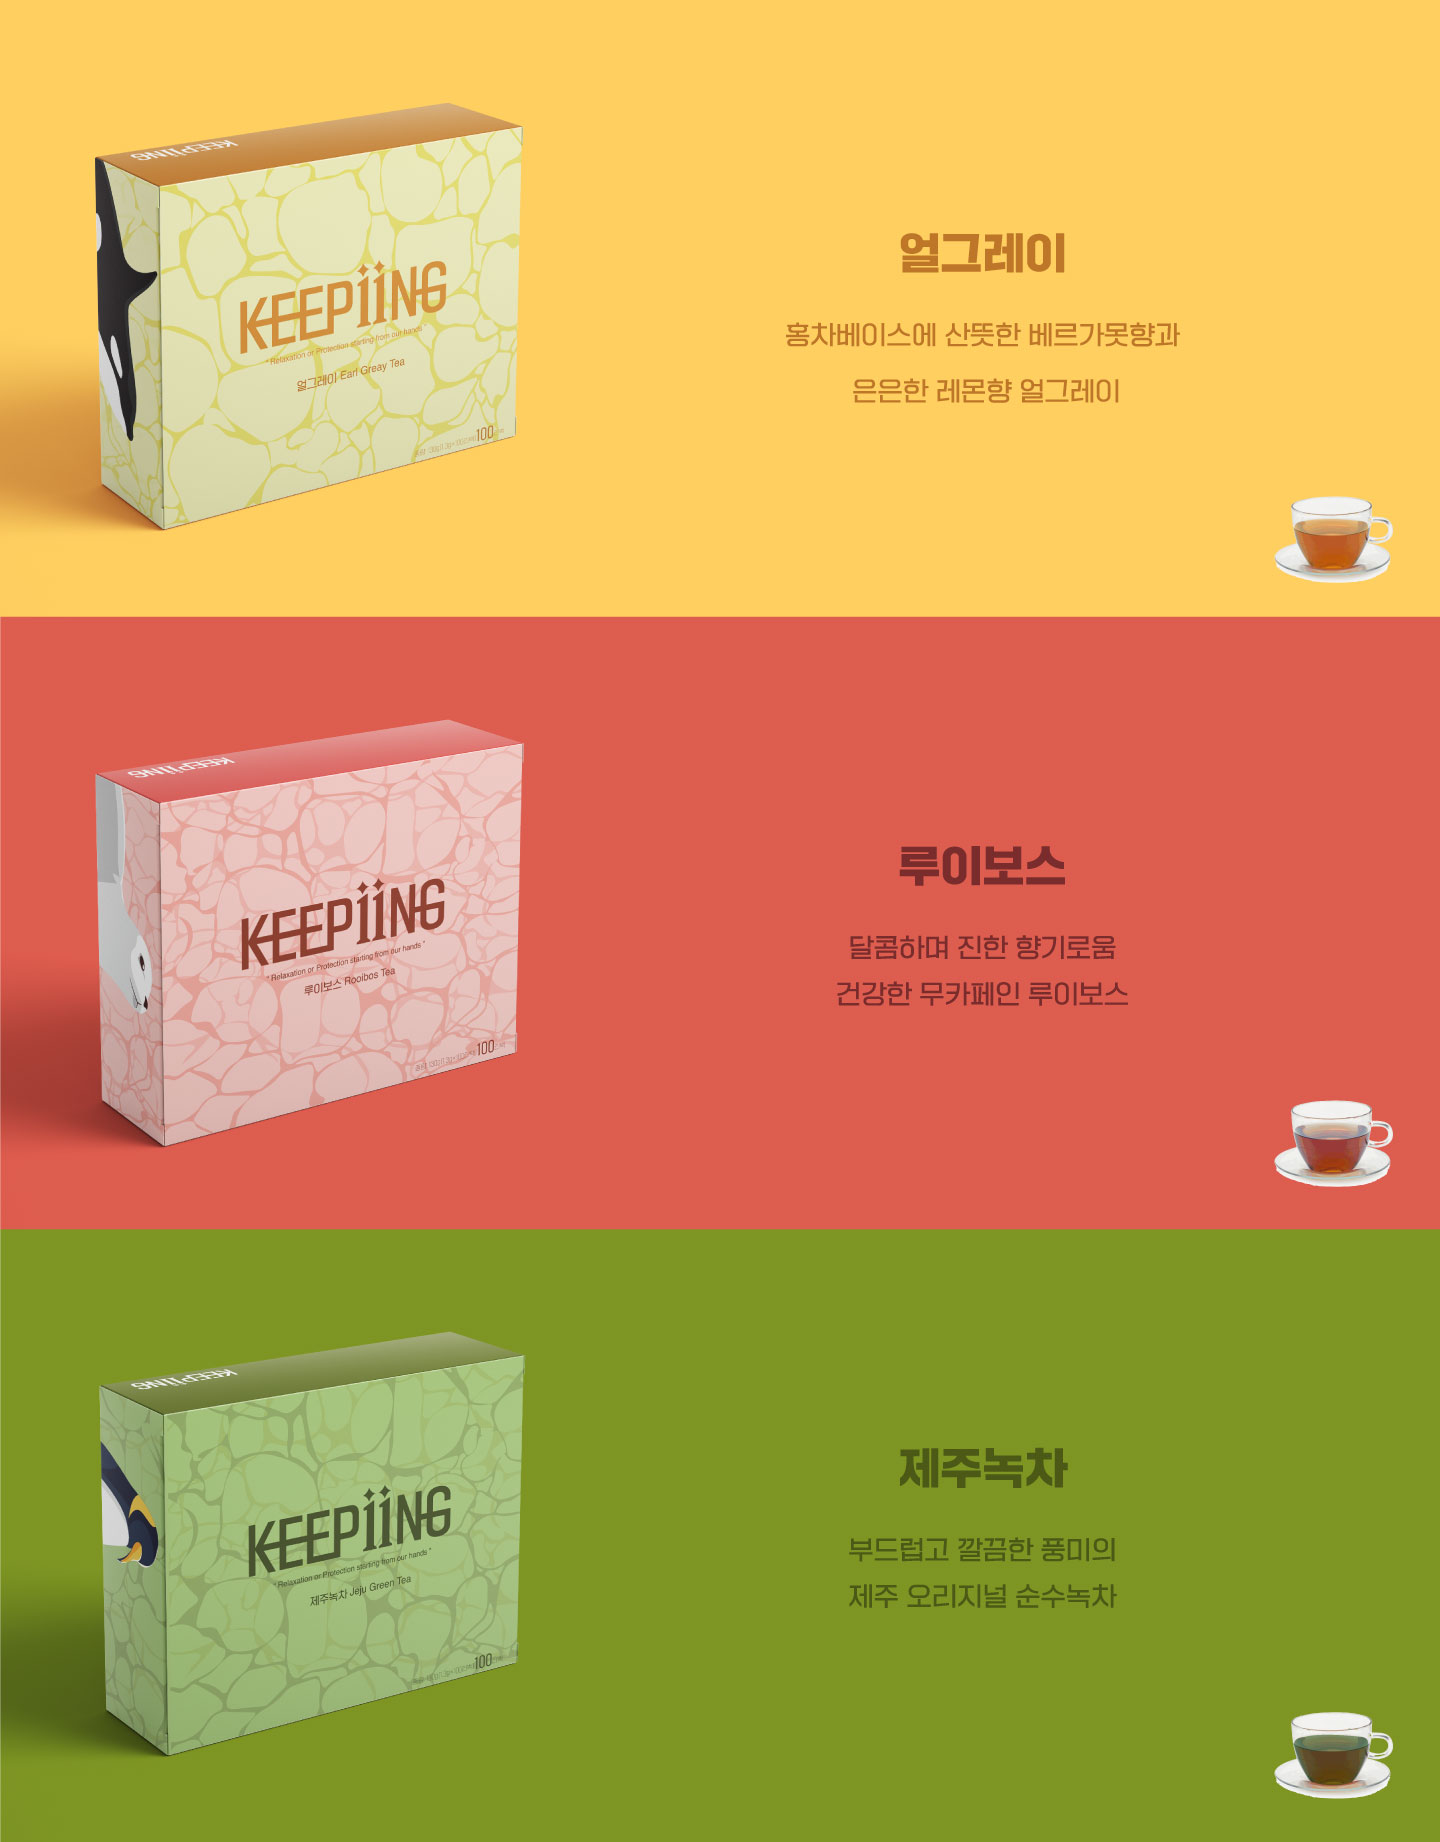 KEEPiiNG
KEEPiiNG
" Relaxation or Protection starting from our hands "
얼그레이 Earl Greay Tea
100
얼그레이
홍차베이스에 산뜻한 베르가못향과
은은한 레몬향 얼그레이
KEEPiiNG
KEEPiiNG
" Relaxation or Protection starting from our hands "
루이보스 Rooibos Tea
100
루이보스
달콤하며 진한 향기로움
건강한 무카페인 루이보스
KEEPiiNG
KEEPiiNG
" Relaxation or Protection starting from our hands "
제주녹차 Jeju Green Tea
100
제주녹차
부드럽고 깔끔한 풍미의
제주 오리지널 순수녹차